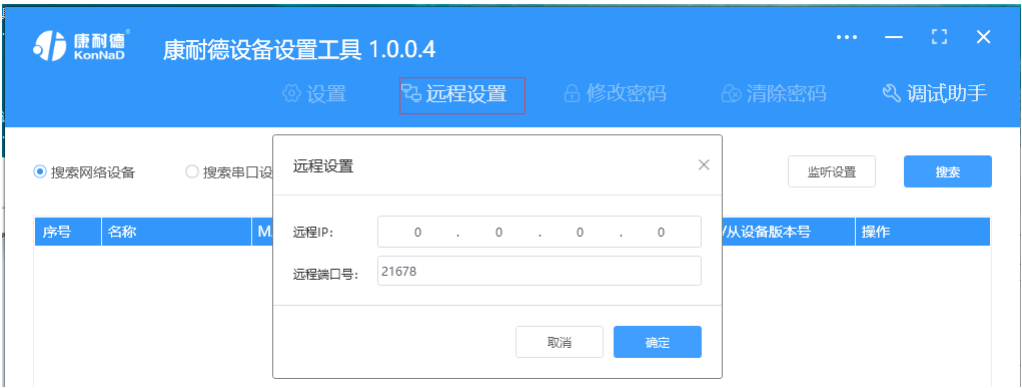 康耐德®
KonNaD
康耐德设备设置工具 1.0.0.4
设置 远程设置 修改密码 清除密码 调试助手
搜索网络设备 搜索串口设 监听设置 搜索
远程设置
序号 名称 M /从设备版本号 操作
远程IP: 0 . 0 . 0 . 0
远程端口号: 21678
取消 确定